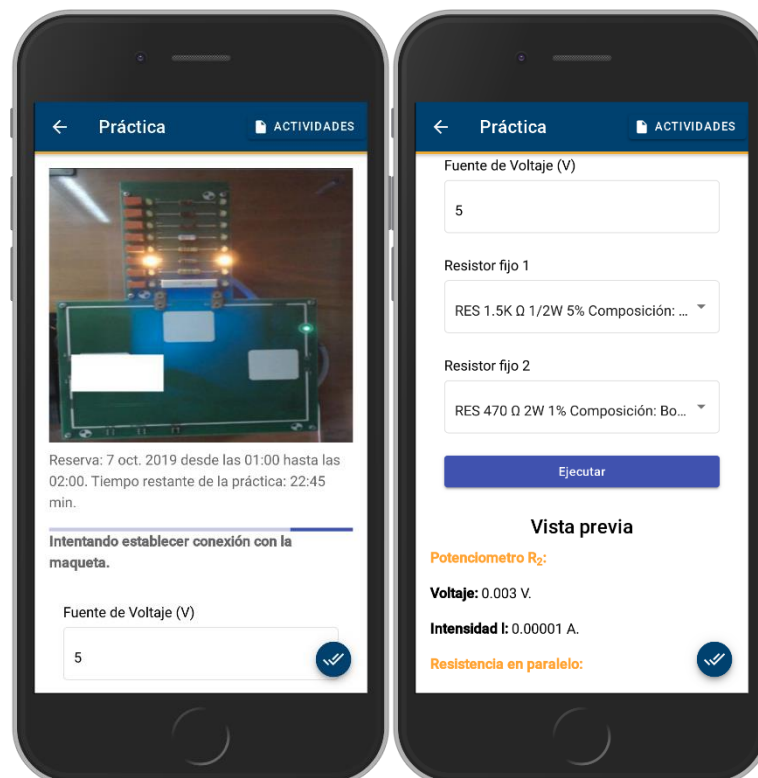 Práctica
ACTIVIDADES
Reserva: 7 oct. 2019 desde las 01:00 hasta las
02:00. Tiempo restante de la práctica: 22:45
min.
Intentando establecer conexión con la
maqueta.
Fuente de Voltaje (V)
5
Práctica
ACTIVIDADES
Fuente de Voltaje (V)
5
Resistor fijo 1
RES 1.5K Ω 1/2W 5% Composición: ...
Resistor fijo 2
RES 470 Ω 2W 1% Composición: Bo...
Ejecutar
Vista previa
Potenciometro R₂:
Voltaje: 0.003 V.
Intensidad I: 0.00001 A.
Resistencia en paralelo: